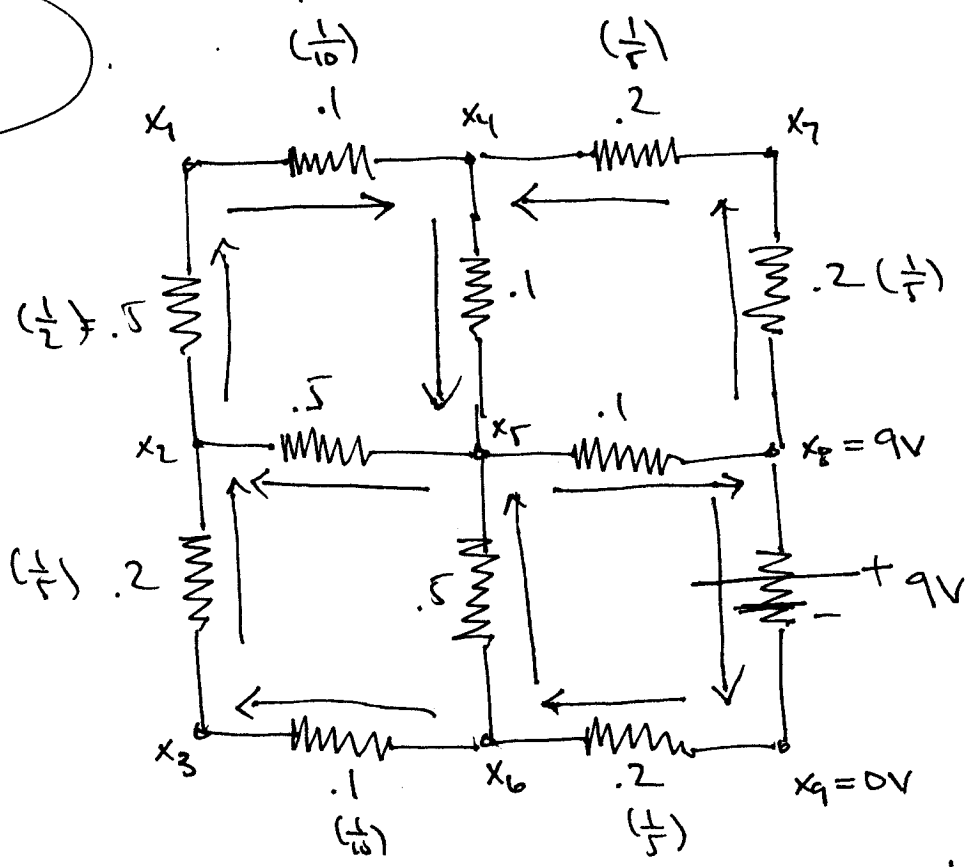 (1/10) (1/5)
.1 .2
x1 x4 x7
(1/2) = .5 .1 .2 (1/5)
.5 .1
x2 x5 x8 = 9V
(1/5) .2 .5 + 9V
-
x3 x6 x9 = 0V
.1 .2
(1/10) (1/5)